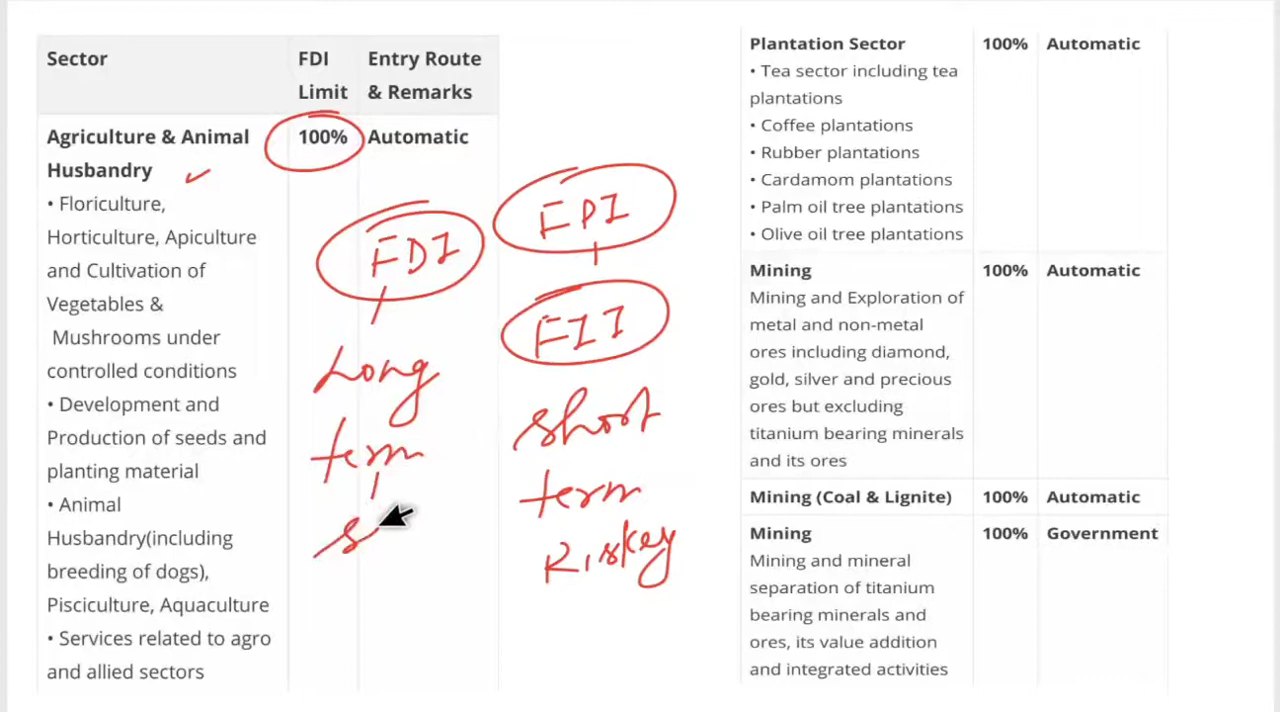 Sector
FDI
Limit
Entry Route
& Remarks
Agriculture & Animal
Husbandry
100%
Automatic
• Floriculture,
Horticulture, Apiculture
and Cultivation of
Vegetables &
Mushrooms under
controlled conditions
• Development and
Production of seeds and
planting material
• Animal
Husbandry(including
breeding of dogs),
Pisciculture, Aquaculture
• Services related to agro
and allied sectors
FDI
Long
term
s
FPI
FII
short
term
Riskey
Plantation Sector
100%
Automatic
• Tea sector including tea
plantations
• Coffee plantations
• Rubber plantations
• Cardamom plantations
• Palm oil tree plantations
• Olive oil tree plantations
Mining
100%
Automatic
Mining and Exploration of
metal and non-metal
ores including diamond,
gold, silver and precious
ores but excluding
titanium bearing minerals
and its ores
Mining (Coal & Lignite)
100%
Automatic
Mining
100%
Government
Mining and mineral
separation of titanium
bearing minerals and
ores, its value addition
and integrated activities